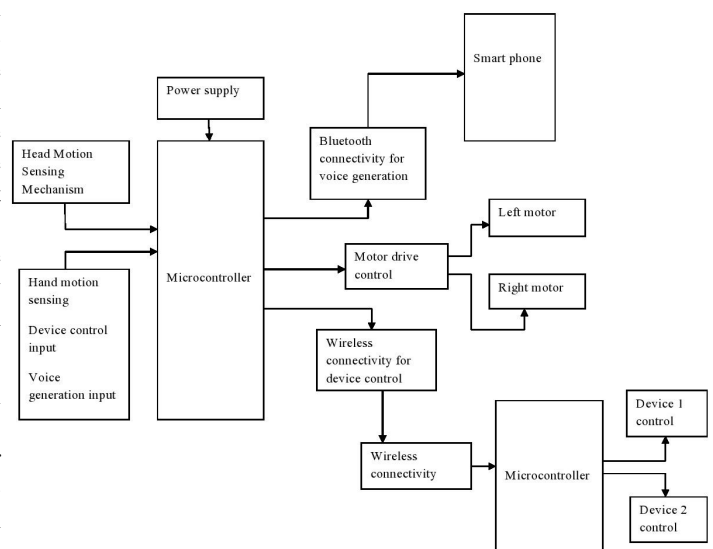 Smart phone
Power supply
Bluetooth
connectivity for
voice generation
Head Motion
Sensing
Mechanism
Left motor
Microcontroller
Motor drive
control
Right motor
Hand motion
sensing
Device control
input
Voice
generation input
Wireless
connectivity for
device control
Device 1
control
Wireless
connectivity
Microcontroller
Device 2
control